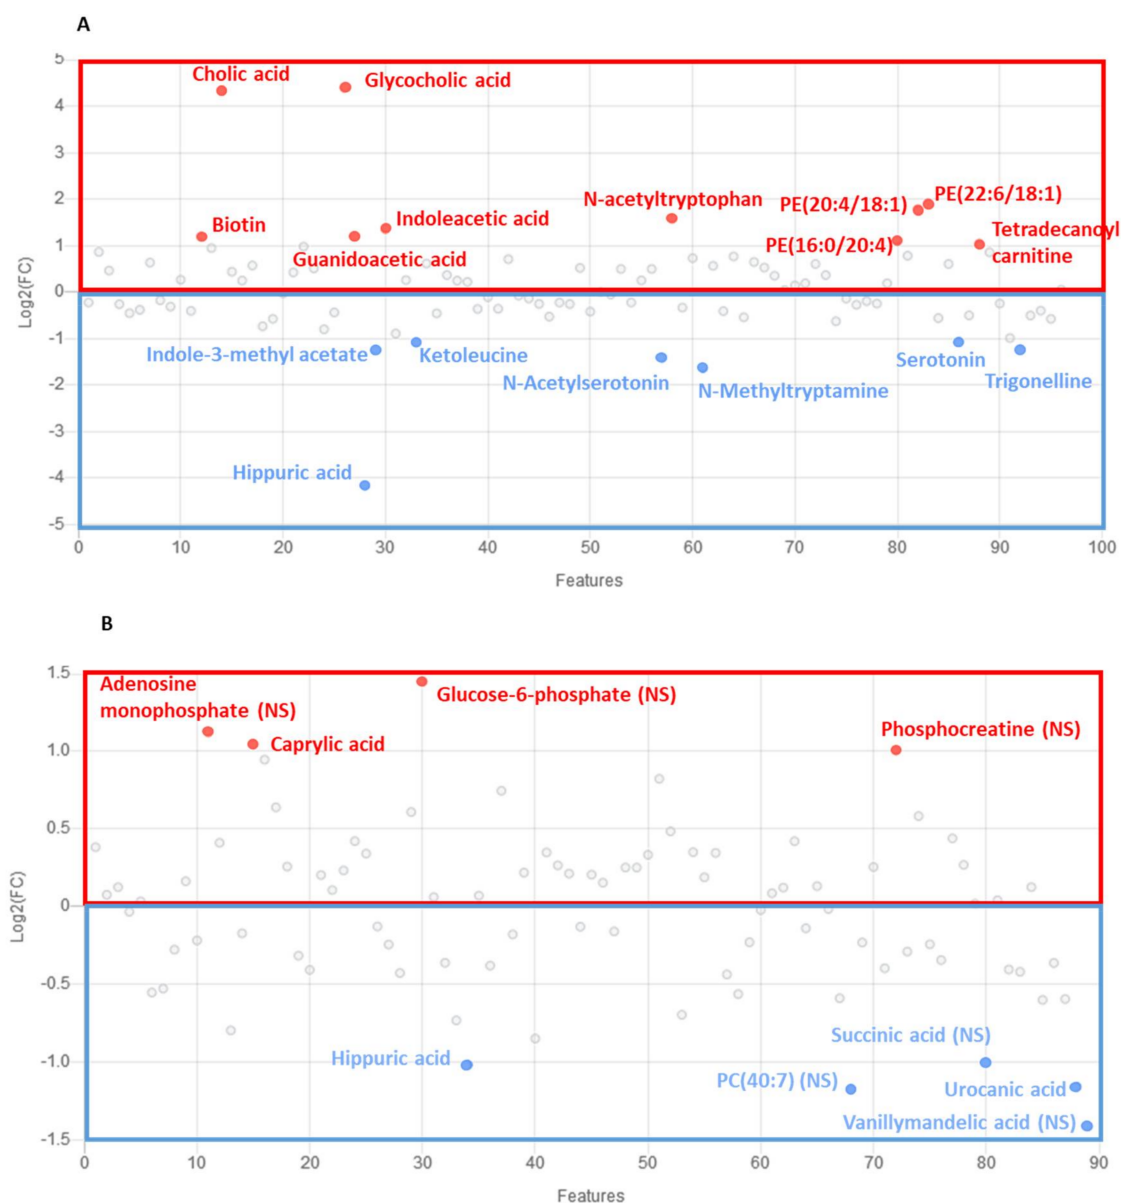 A
5
4
3
2
1
0
-1
-2
-3
-4
-5
Log2(FC)
Cholic acid
Glycocholic acid
Biotin
Indoleacetic acid
Guanidoacetic acid
N-acetyltryptophan
PE(20:4/18:1)
PE(22:6/18:1)
PE(16:0/20:4)
Tetradecanoyl
carnitine
Indole-3-methyl acetate
Ketoleucine
N-Acetylserotonin
N-Methyltryptamine
Serotonin
Trigonelline
Hippuric acid
0 10 20 30 40 50 60 70 80 90 100
Features
B
1.5
1.0
0.5
0
-0.5
-1.0
-1.5
Log2(FC)
Adenosine
monophosphate (NS)
Caprylic acid
Glucose-6-phosphate (NS)
Phosphocreatine (NS)
Hippuric acid
Succinic acid (NS)
PC(40:7) (NS)
Urocanic acid
Vanillymandelic acid (NS)
0 10 20 30 40 50 60 70 80 90
Features